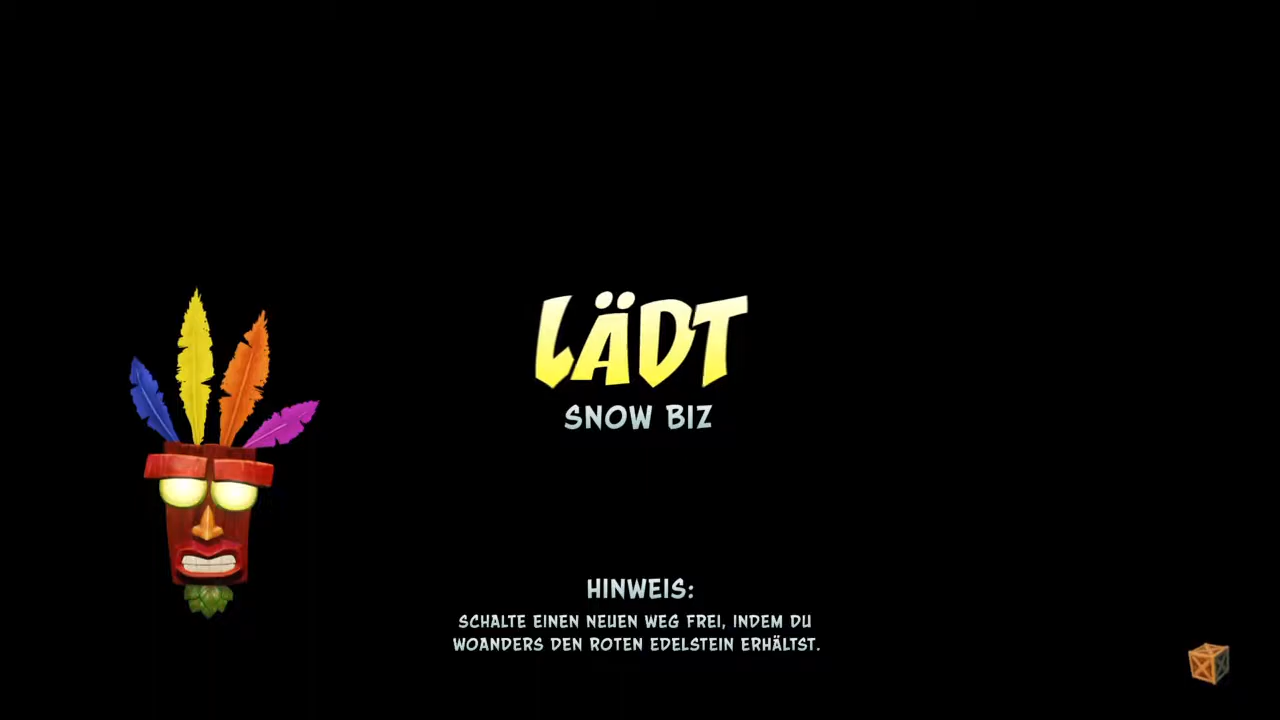 LÄDT
SNOW BIZ
HINWEIS:
SCHALTE EINEN NEUEN WEG FREI, INDEM DU
WOANDERS DEN ROTEN EDELSTEIN ERHÄLTST.